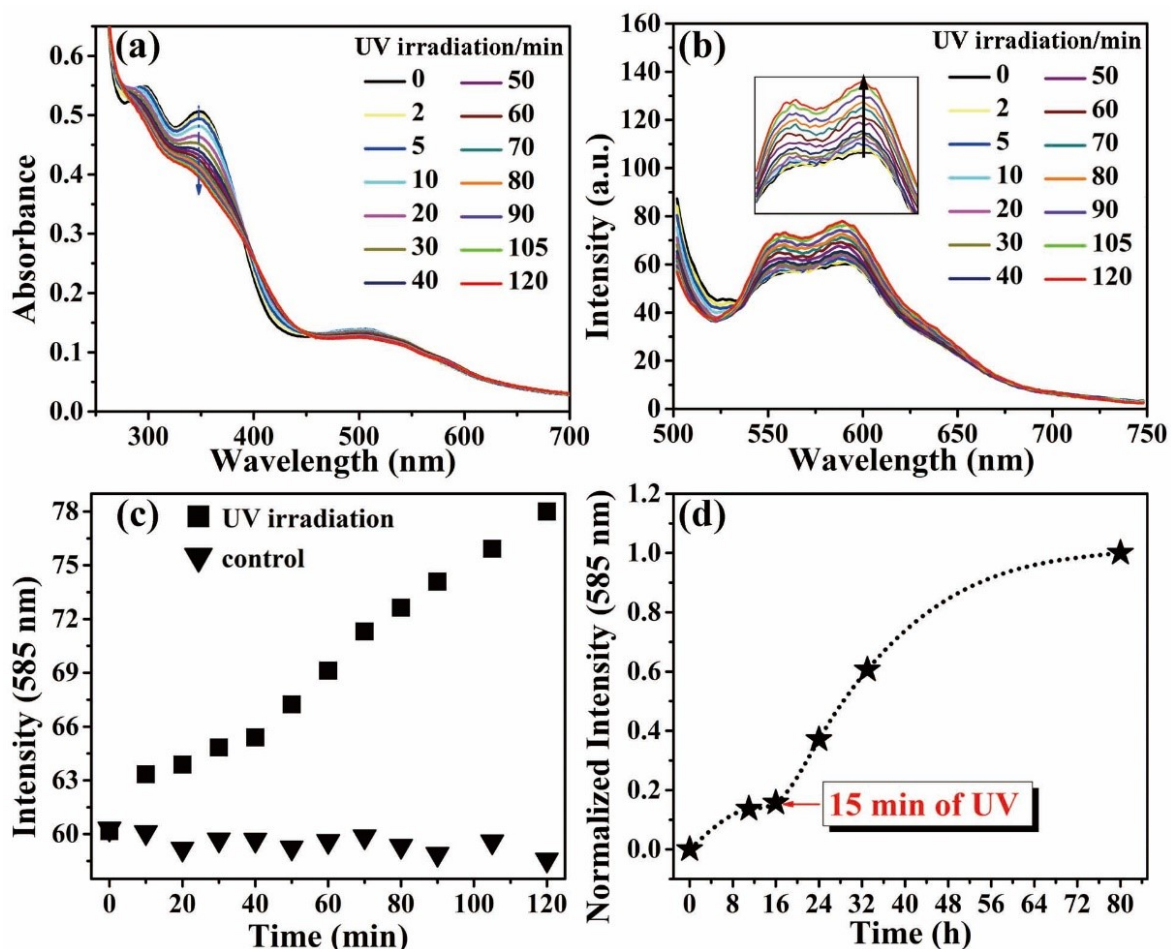 (a)
UV irradiation/min
0 50
2 60
5 70
10 80
20 90
30 105
40 120
Absorbance
0.6
0.5
0.4
0.3
0.2
0.1
0.0
300 400 500 600 700
Wavelength (nm)
(b)
UV irradiation/min
0 50
2 60
5 70
10 80
20 90
30 105
40 120
Intensity (a.u.)
160
140
120
100
80
60
40
20
0
500 550 600 650 700 750
Wavelength (nm)
(c)
UV irradiation
control
Intensity (585 nm)
78
75
72
69
66
63
60
0 20 40 60 80 100 120
Time (min)
(d)
15 min of UV
Normalized Intensity (585 nm)
1.2
1.0
0.8
0.6
0.4
0.2
0.0
0 8 16 24 32 40 48 56 64 72 80
Time (h)